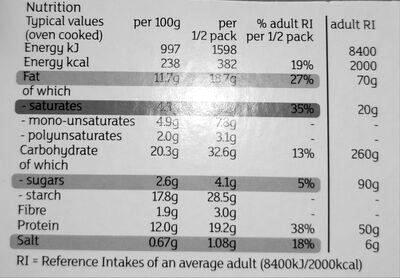 Nutrition
Typical values per 100g per % adult RI adult RI
(oven cooked) 1/2 pack per 1/2 pack
Energy kJ 997 1598 8400
Energy kcal 238 382 19% 2000
Fat 11.7g 18.7g 27% 70g
of which
- saturates 35% 20g
- mono-unsaturates 4.9g 7.8g - -
- polyunsaturates 2.0g 3.1g - -
Carbohydrate 20.3g 32.6g 13% 260g
of which
- sugars 2.6g 4.1g 5% 90g
- starch 17.8g 28.5g - -
Fibre 1.9g 3.0g - -
Protein 12.0g 19.2g 38% 50g
Salt 0.67g 1.08g 18% 6g
RI = Reference Intakes of an average adult (8400kJ/2000kcal)